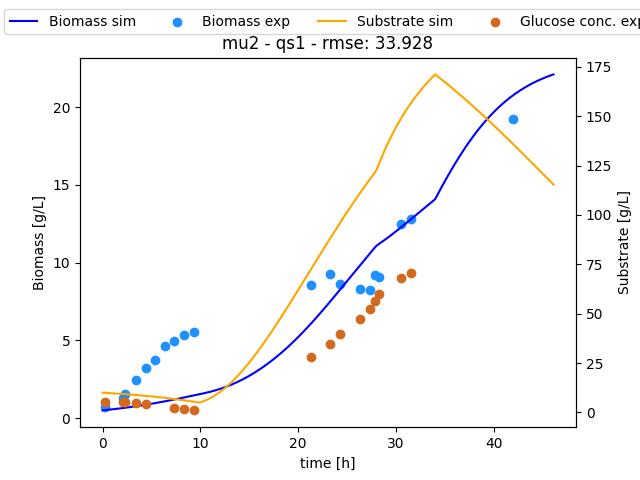 Biomass sim Biomass exp Substrate sim Glucose conc. exp
mu2 - qs1 - rmse: 33.928
Biomass [g/L]
20
15
10
5
0
175
150
125
100
75
50
25
0
Substrate [g/L]
0 10 20 30 40
time [h]